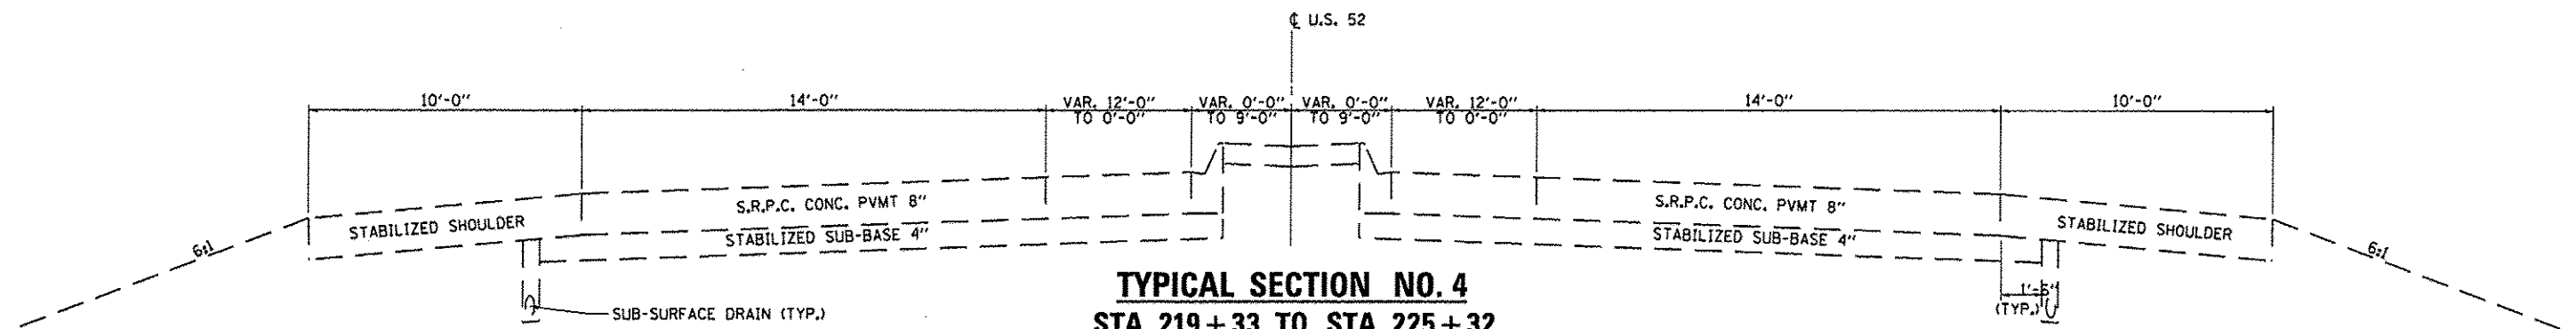 ℄ U.S. 52
10'-0"
14'-0"
VAR. 12'-0"
TO 0'-0"
VAR. 0'-0"
TO 9'-0"
VAR. 0'-0"
TO 9'-0"
VAR. 12'-0"
TO 0'-0"
14'-0"
10'-0"
6:1
STABILIZED SHOULDER
S.R.P.C. CONC. PVMT 8"
STABILIZED SUB-BASE 4"
S.R.P.C. CONC. PVMT 8"
STABILIZED SUB-BASE 4"
STABILIZED SHOULDER
6:1
SUB-SURFACE DRAIN (TYP.)
1'-6"
(TYP.)
TYPICAL SECTION NO. 4
STA 219+33 TO STA 225+32